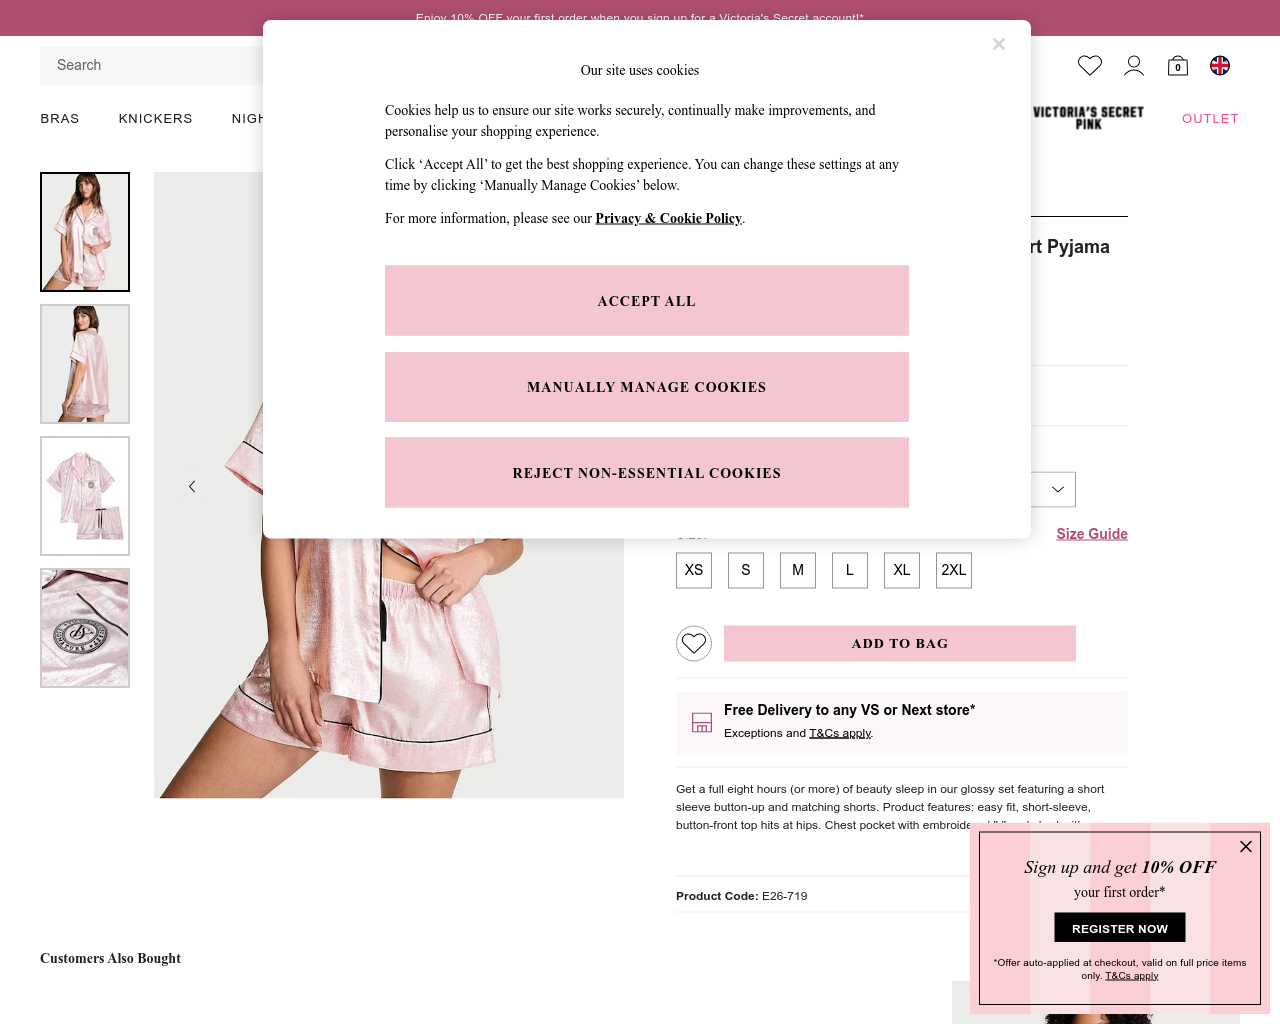 Enjoy 10% OFF your first order when you sign up for a Victoria's Secret account!*
Search
0
BRAS
KNICKERS
NIGH
VICTORIA'S SECRET
PINK
OUTLET
Our site uses cookies
Cookies help us to ensure our site works securely, continually make improvements, and
personalise your shopping experience.
Click ‘Accept All’ to get the best shopping experience. You can change these settings at any
time by clicking ‘Manually Manage Cookies’ below.
For more information, please see our Privacy & Cookie Policy.
ACCEPT ALL
MANUALLY MANAGE COOKIES
REJECT NON-ESSENTIAL COOKIES
rt Pyjama
Size Guide
XS
S
M
L
XL
2XL
ADD TO BAG
Free Delivery to any VS or Next store*
Exceptions and T&Cs apply.
Get a full eight hours (or more) of beauty sleep in our glossy set featuring a short
sleeve button-up and matching shorts. Product features: easy fit, short-sleeve,
button-front top hits at hips. Chest pocket with
Product Code: E26-719
Customers Also Bought
Sign up and get 10% OFF
your first order*
REGISTER NOW
*Offer auto-applied at checkout, valid on full price items
only. T&Cs apply